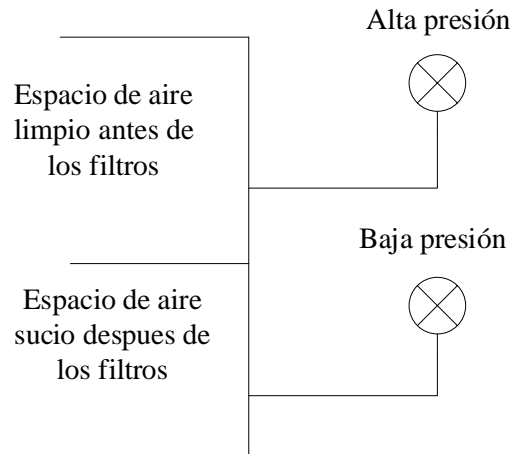 Alta presión
Espacio de aire
limpio antes de
los filtros
Baja presión
Espacio de aire
sucio despues de
los filtros